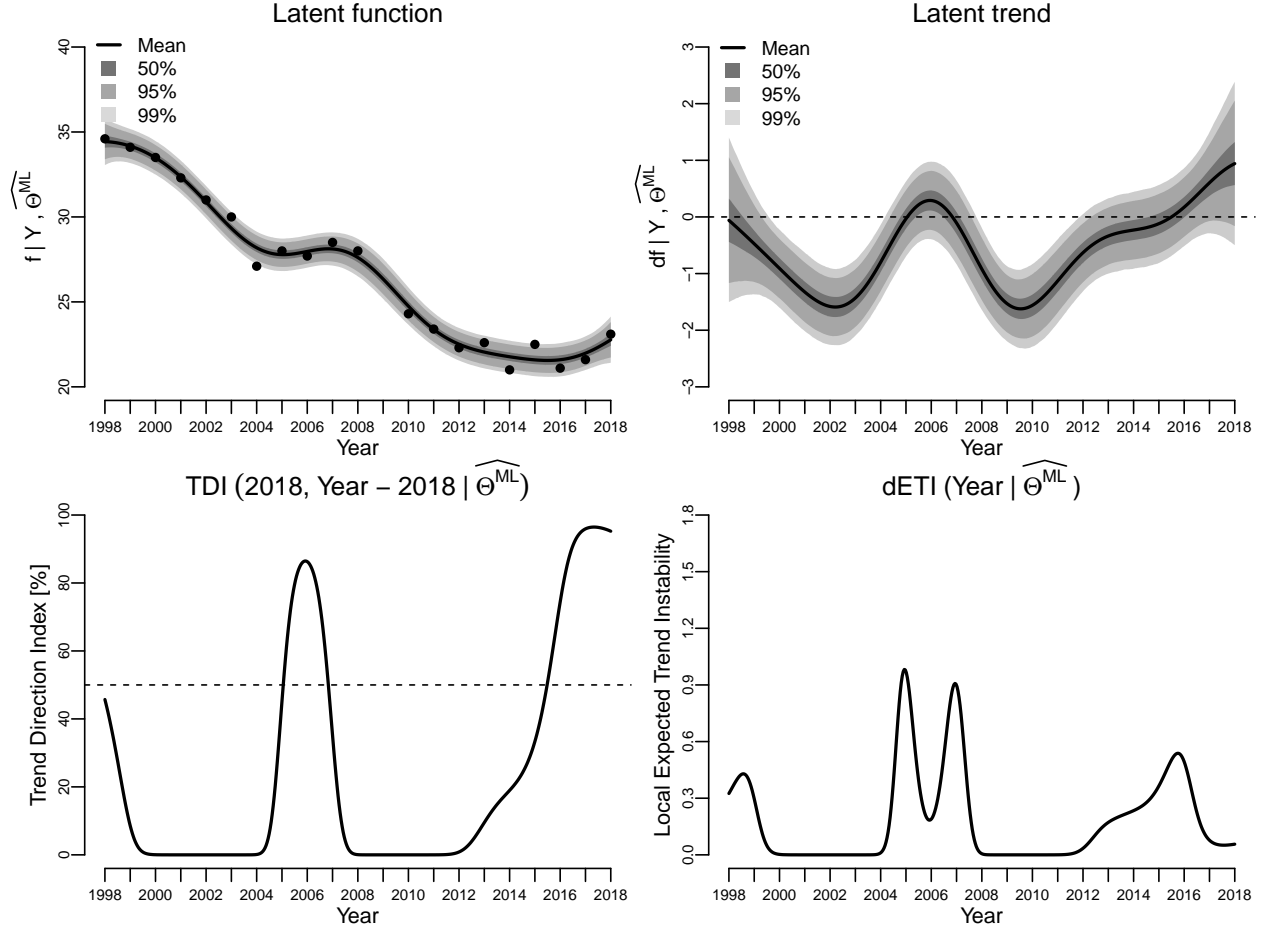 Latent function
Mean
50%
95%
99%
f | Y , Θ^ML
40
35
30
25
20
1998 2000 2002 2004 2006 2008 2010 2012 2014 2016 2018
Year
Latent trend
Mean
50%
95%
99%
df | Y , Θ^ML
3
2
1
0
−1
−2
−3
1998 2000 2002 2004 2006 2008 2010 2012 2014 2016 2018
Year
TDI (2018, Year − 2018 | Θ^ML)
Trend Direction Index [%]
100
80
60
40
20
0
1998 2000 2002 2004 2006 2008 2010 2012 2014 2016 2018
Year
dETI (Year | Θ^ML )
Local Expected Trend Instability
1.8
1.5
1.2
0.9
0.6
0.3
0.0
1998 2000 2002 2004 2006 2008 2010 2012 2014 2016 2018
Year